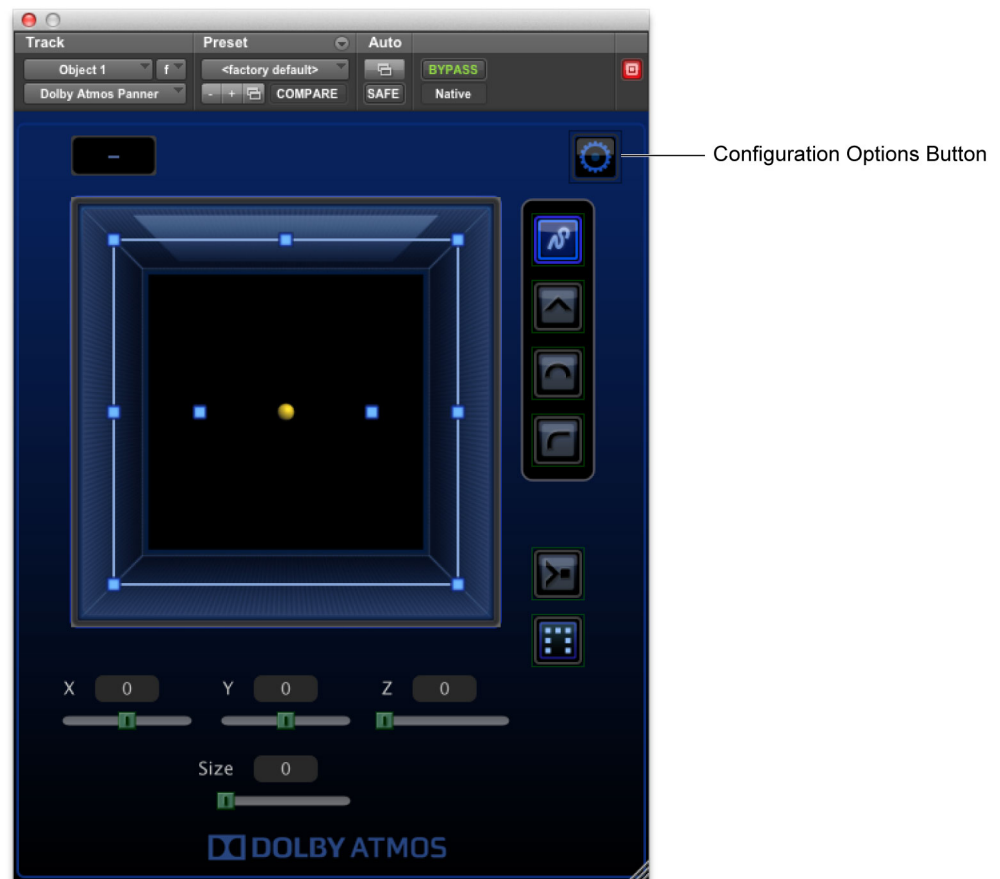 Track
Preset
Auto
Object 1
f
<factory default>
BYPASS
Dolby Atmos Panner
- +
COMPARE
SAFE
Native
–
Configuration Options Button
X 0
Y 0
Z 0
Size 0
DOLBY ATMOS